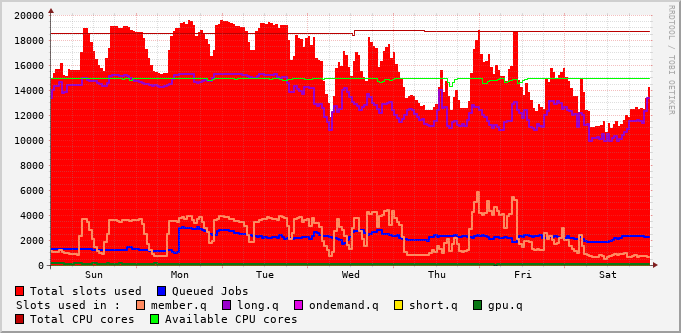 20000
18000
16000
14000
12000
10000
8000
6000
4000
2000
0
Sun Mon Tue Wed Thu Fri Sat
RRDTOOL / TOBI OETIKER
Total slots used Queued Jobs
Slots used in : member.q long.q ondemand.q short.q gpu.q
Total CPU cores Available CPU cores